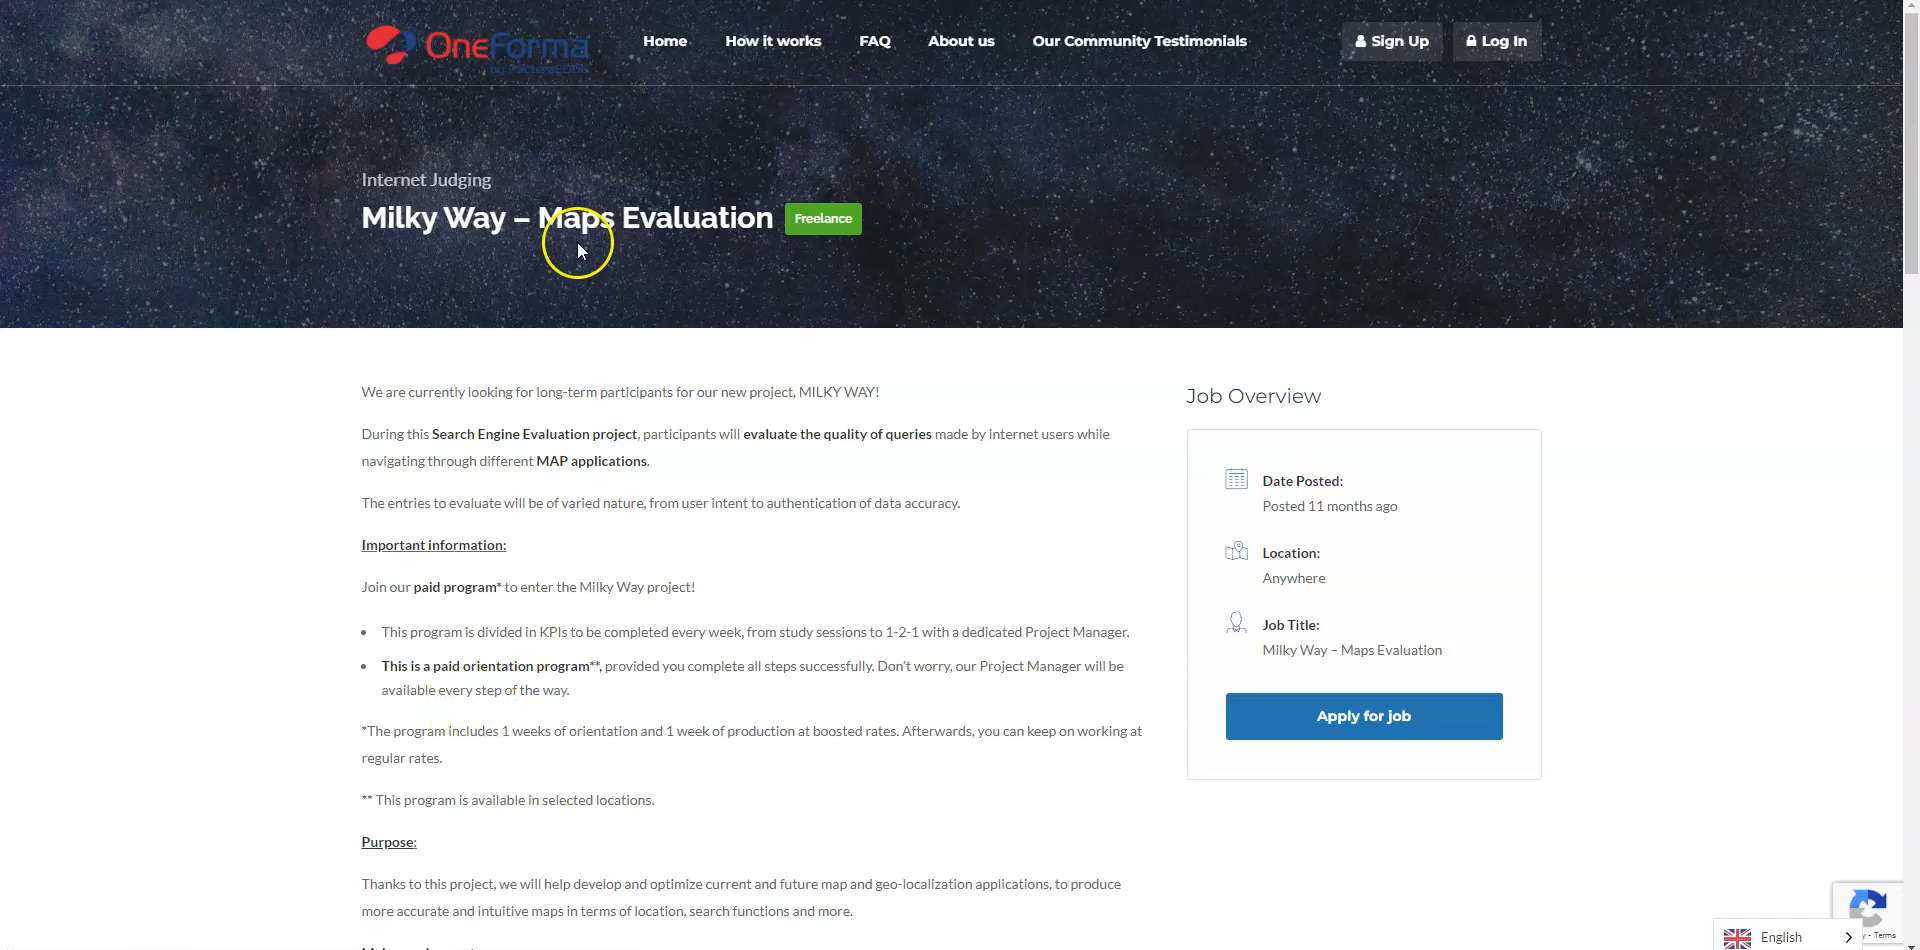 OneForma
Home
How it works
FAQ
About us
Our Community Testimonials
Sign Up
Log In
Internet Judging
Milky Way – Maps Evaluation
Freelance
We are currently looking for long-term participants for our new project, MILKY WAY!
During this Search Engine Evaluation project, participants will evaluate the quality of queries made by internet users while
navigating through different MAP applications.
The entries to evaluate will be of varied nature, from user intent to authentication of data accuracy.
Important information:
Join our paid program* to enter the Milky Way project!
• This program is divided in KPIs to be completed every week, from study sessions to 1-2-1 with a dedicated Project Manager.
• This is a paid orientation program**, provided you complete all steps successfully. Don't worry, our Project Manager will be
available every step of the way.
*The program includes 1 weeks of orientation and 1 week of production at boosted rates. Afterwards, you can keep on working at
regular rates.
** This program is available in selected locations.
Purpose:
Thanks to this project, we will help develop and optimize current and future map and geo-localization applications, to produce
more accurate and intuitive maps in terms of location, search functions and more.
Job Overview
Date Posted:
Posted 11 months ago
Location:
Anywhere
Job Title:
Milky Way – Maps Evaluation
Apply for job
English
- Terms